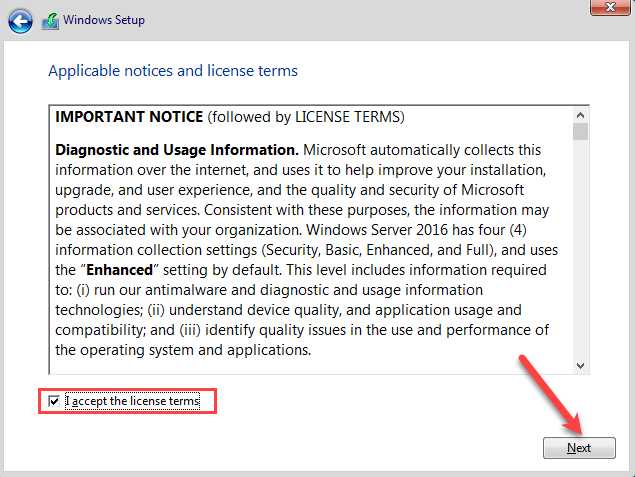 Windows Setup
Applicable notices and license terms
IMPORTANT NOTICE (followed by LICENSE TERMS)
Diagnostic and Usage Information. Microsoft automatically collects this
information over the internet, and uses it to help improve your installation,
upgrade, and user experience, and the quality and security of Microsoft
products and services. Consistent with these purposes, the information may
be associated with your organization. Windows Server 2016 has four (4)
information collection settings (Security, Basic, Enhanced, and Full), and uses
the “Enhanced” setting by default. This level includes information required
to: (i) run our antimalware and diagnostic and usage information
technologies; (ii) understand device quality, and application usage and
compatibility; and (iii) identify quality issues in the use and performance of
the operating system and applications.
I accept the license terms
Next